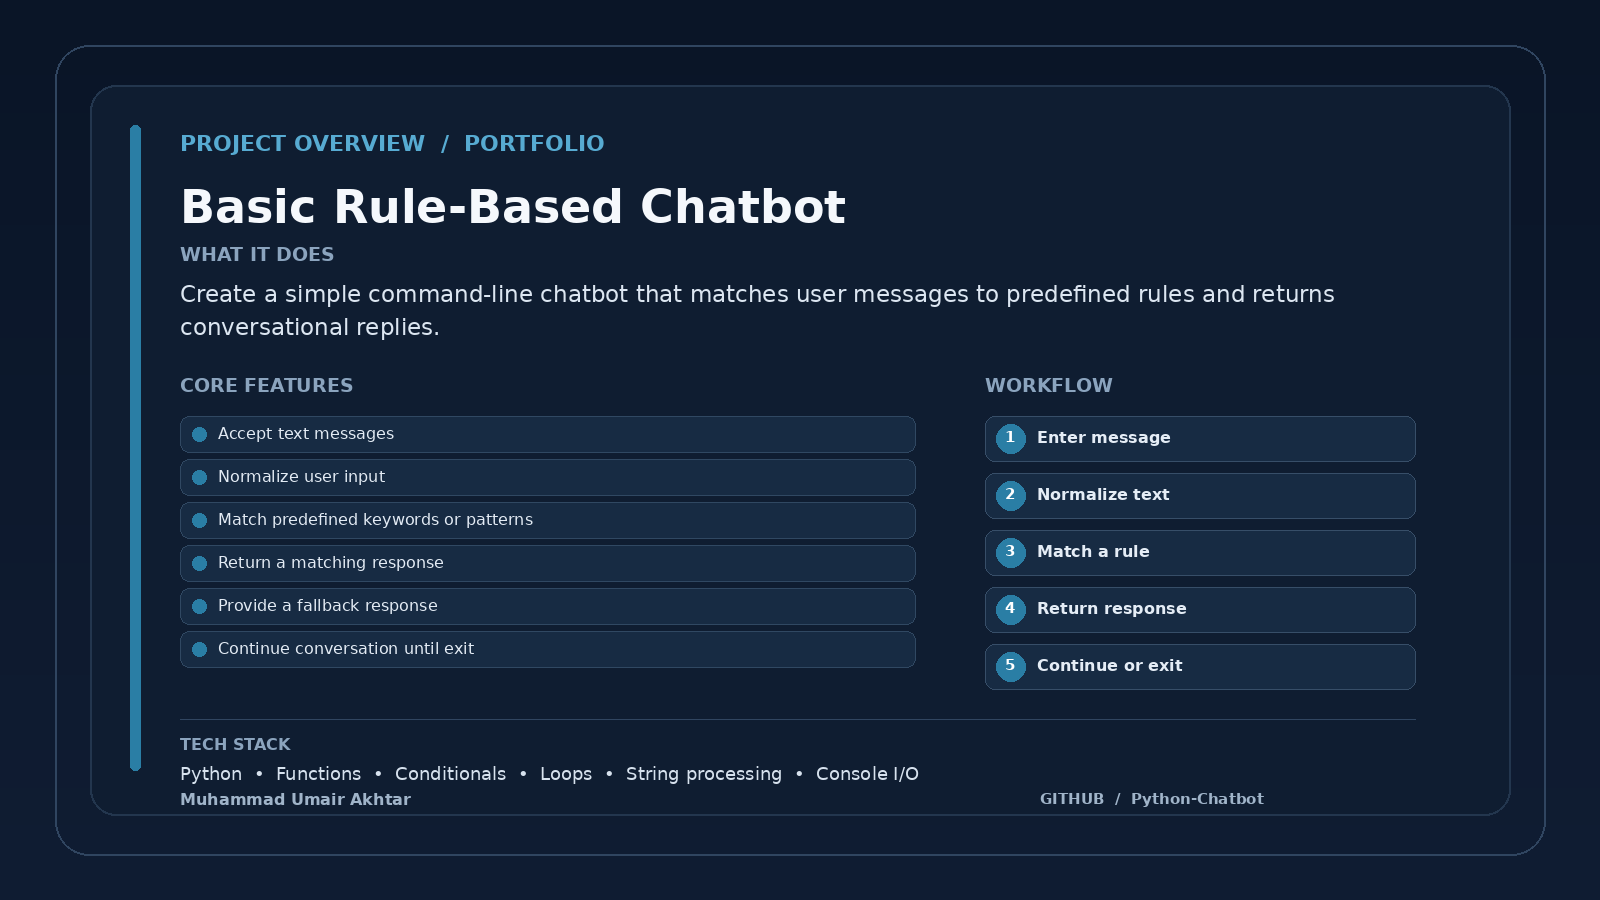 PROJECT OVERVIEW / PORTFOLIO
Basic Rule-Based Chatbot
WHAT IT DOES
Create a simple command-line chatbot that matches user messages to predefined rules and returns
conversational replies.
CORE FEATURES
Accept text messages
Normalize user input
Match predefined keywords or patterns
Return a matching response
Provide a fallback response
Continue conversation until exit
WORKFLOW
1 Enter message
2 Normalize text
3 Match a rule
4 Return response
5 Continue or exit
TECH STACK
Python • Functions • Conditionals • Loops • String processing • Console I/O
Muhammad Umair Akhtar
GITHUB / Python-Chatbot